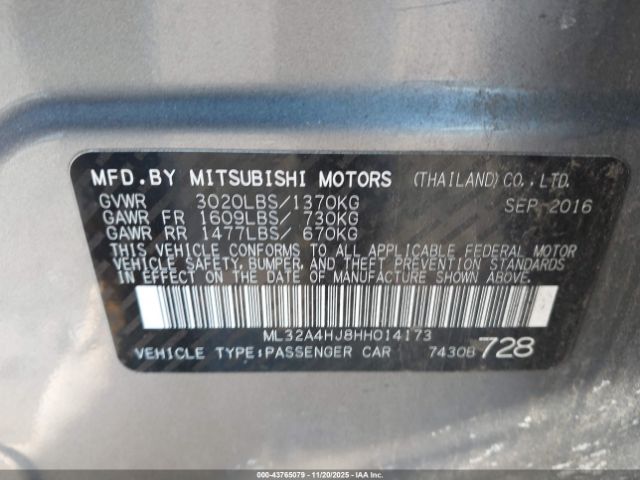 MFD.BY MITSUBISHI MOTORS (THAILAND)CO.,LTD.
GVWR 3020LBS/1370KG SEP 2016
GAWR FR 1609LBS/ 730KG
GAWR RR 1477LBS/ 670KG
THIS VEHICLE CONFORMS TO ALL APPLICABLE FEDERAL MOTOR
VEHICLE SAFETY, BUMPER, AND THEFT PREVENTION STANDARDS
IN EFFECT ON THE DATE OF MANUFACTURE SHOWN ABOVE.
ML32A4HJ8HH014173
VEHICLE TYPE:PASSENGER CAR 74308 728
000-43765079 | 11/20/2025 - IAAI.com